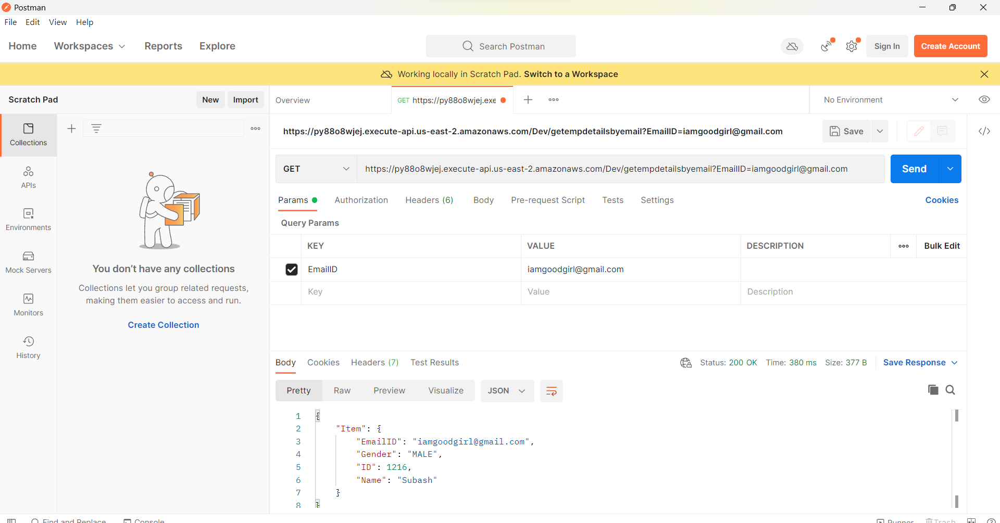 Postman
File Edit View Help
Home Workspaces Reports Explore Search Postman Sign In Create Account
Working locally in Scratch Pad. Switch to a Workspace
Scratch Pad New Import Overview GET https://py88o8wjej.exe No Environment
Collections
APIs
Environments
Mock Servers
Monitors
History
You don't have any collections
Collections let you group related requests,
making them easier to access and run.
Create Collection
https://py88o8wjej.execute-api.us-east-2.amazonaws.com/Dev/getempdetailsbyemail?EmailID=iamgoodgirl@gmail.com Save
GET https://py88o8wjej.execute-api.us-east-2.amazonaws.com/Dev/getempdetailsbyemail?EmailID=iamgoodgirl@gmail.com Send
Params Authorization Headers (6) Body Pre-request Script Tests Settings Cookies
Query Params
KEY VALUE DESCRIPTION Bulk Edit
EmailID iamgoodgirl@gmail.com
Key Value Description
Body Cookies Headers (7) Test Results Status: 200 OK Time: 380 ms Size: 377 B Save Response
Pretty Raw Preview Visualize JSON
1 {
2 "Item": {
3 "EmailID": "iamgoodgirl@gmail.com",
4 "Gender": "MALE",
5 "ID": 1216,
6 "Name": "Subash"
7 }
8 }
Find and Replace Console Runner Trash